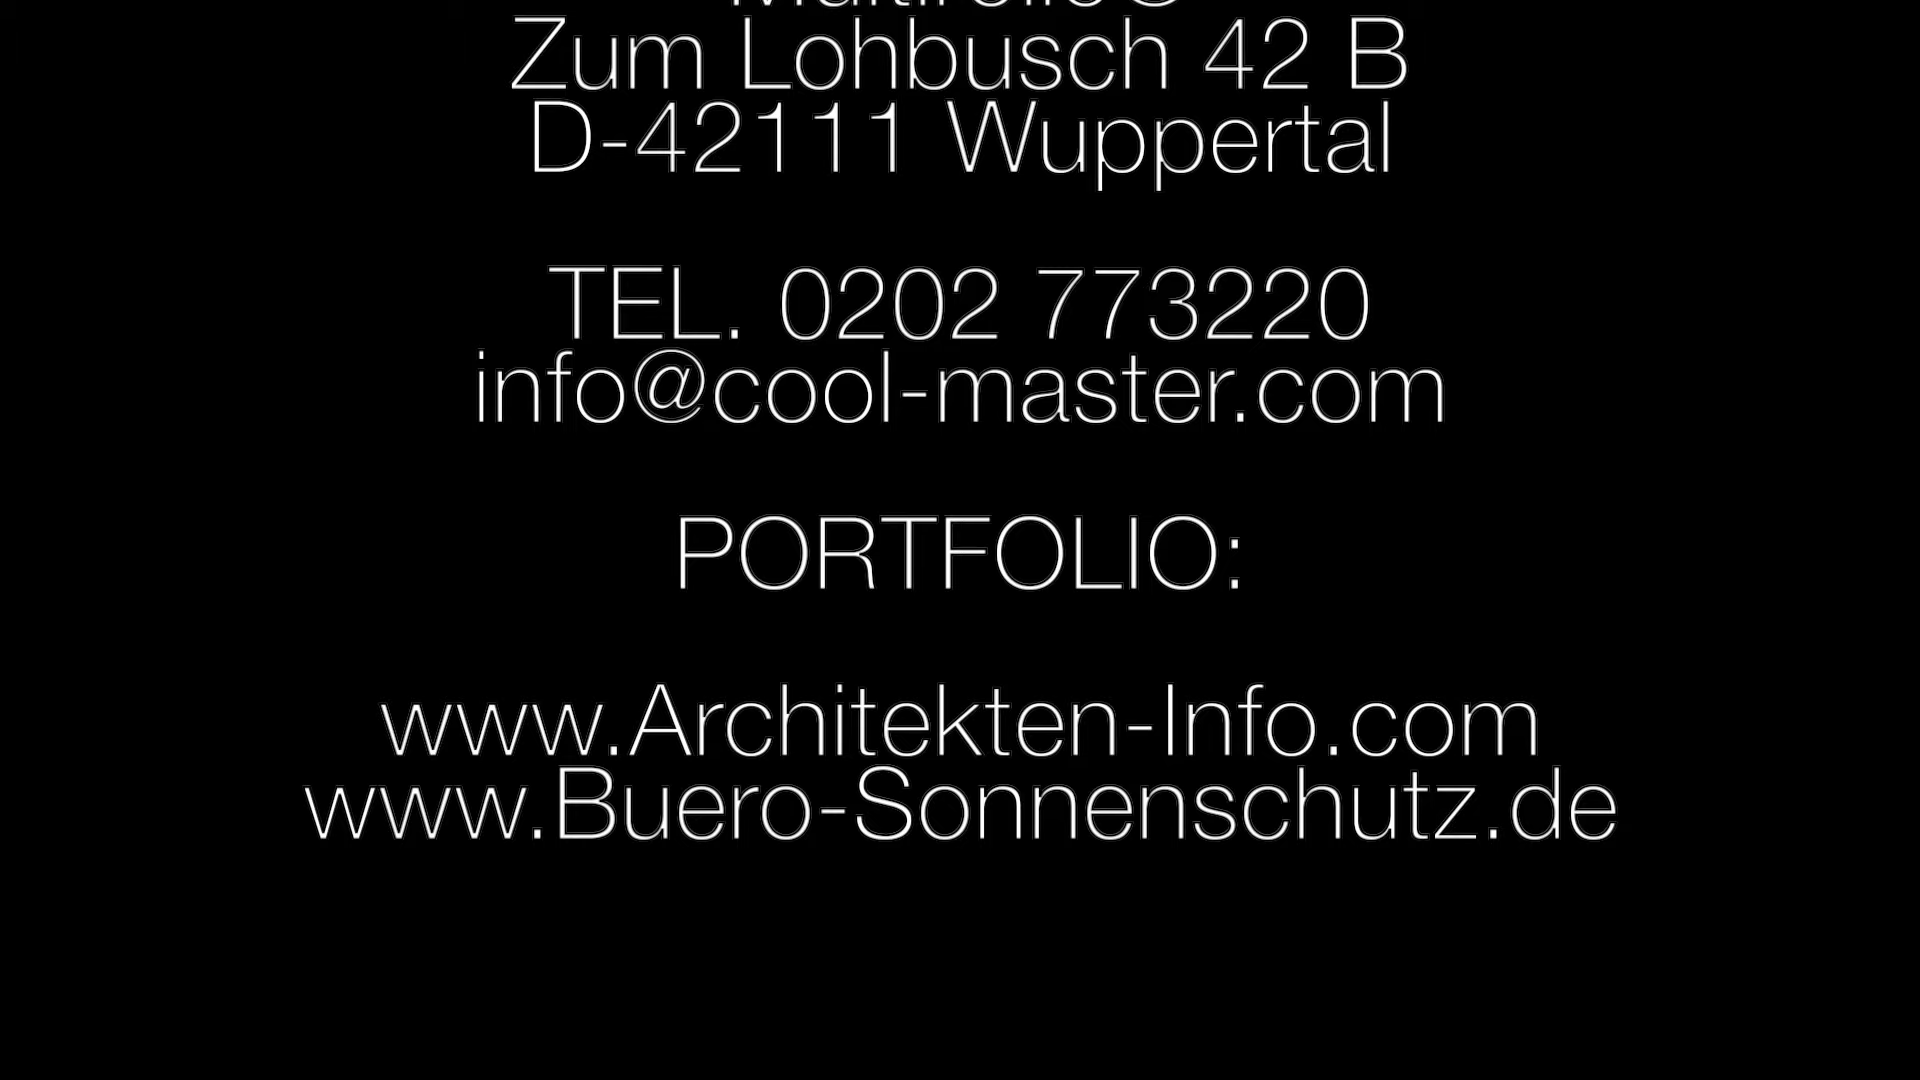 Zum Lohbusch 42 B
D-42111 Wuppertal
TEL. 0202 773220
info@cool-master.com
PORTFOLIO:
www.Architekten-Info.com
www.Buero-Sonnenschutz.de